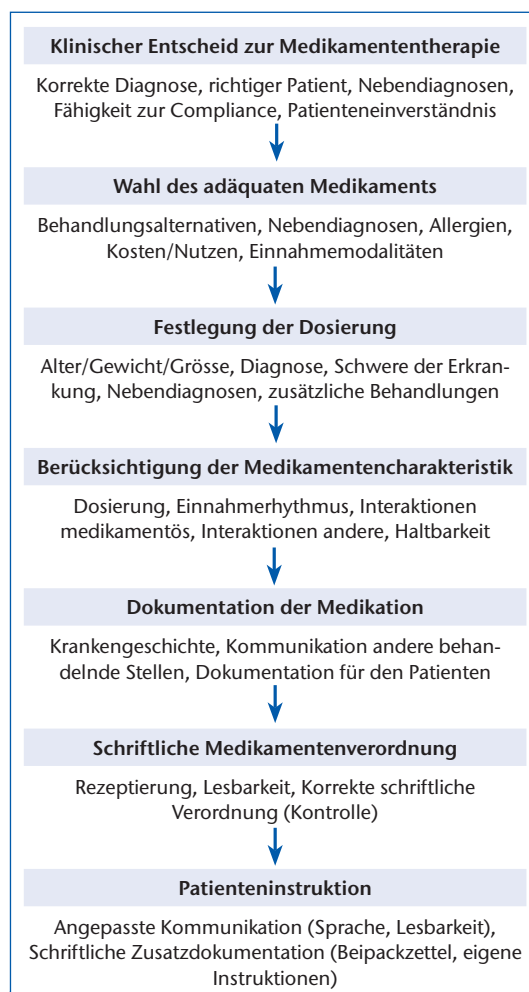 Klinischer Entscheid zur Medikamententherapie
Korrekte Diagnose, richtiger Patient, Nebendiagnosen,
Fähigkeit zur Compliance, Patienteneinverständnis
Wahl des adäquaten Medikaments
Behandlungsalternativen, Nebendiagnosen, Allergien,
Kosten/Nutzen, Einnahmemodalitäten
Festlegung der Dosierung
Alter/Gewicht/Grösse, Diagnose, Schwere der Erkran-
kung, Nebendiagnosen, zusätzliche Behandlungen
Berücksichtigung der Medikamentencharakteristik
Dosierung, Einnahmerhythmus, Interaktionen
medikamentös, Interaktionen andere, Haltbarkeit
Dokumentation der Medikation
Krankengeschichte, Kommunikation andere behan-
delnde Stellen, Dokumentation für den Patienten
Schriftliche Medikamentenverordnung
Rezeptierung, Lesbarkeit, Korrekte schriftliche
Verordnung (Kontrolle)
Patienteninstruktion
Angepasste Kommunikation (Sprache, Lesbarkeit),
Schriftliche Zusatzdokumentation (Beipackzettel, eigene
Instruktionen)